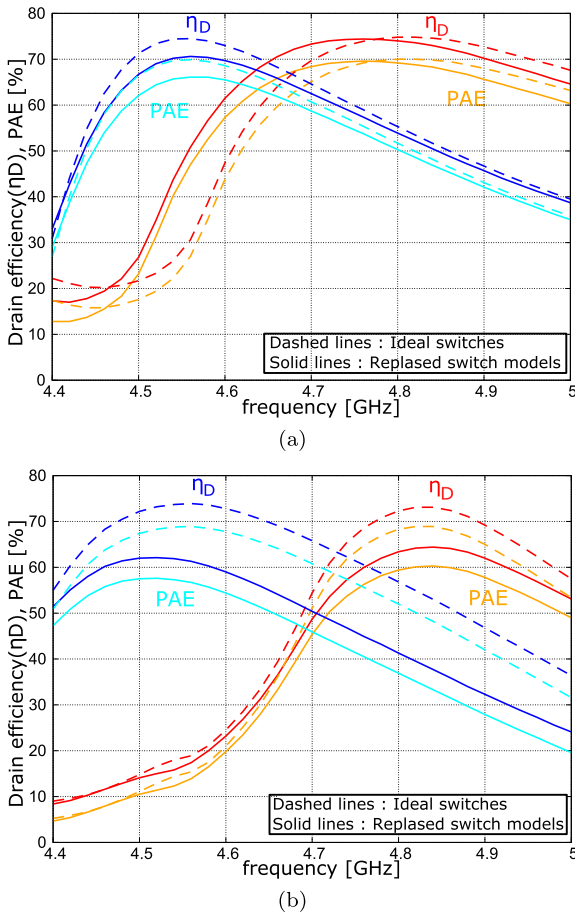 80
70
60
50
40
30
20
10
0
Drain efficiency(ηD), PAE [%]
ηD
ηD
PAE
PAE
Dashed lines : Ideal switches
Solid lines : Replased switch models
4.4 4.5 4.6 4.7 4.8 4.9 5
frequency [GHz]
(a)
80
70
60
50
40
30
20
10
0
Drain efficiency(ηD), PAE [%]
ηD
ηD
PAE
PAE
Dashed lines : Ideal switches
Solid lines : Replased switch models
4.4 4.5 4.6 4.7 4.8 4.9 5
frequency [GHz]
(b)